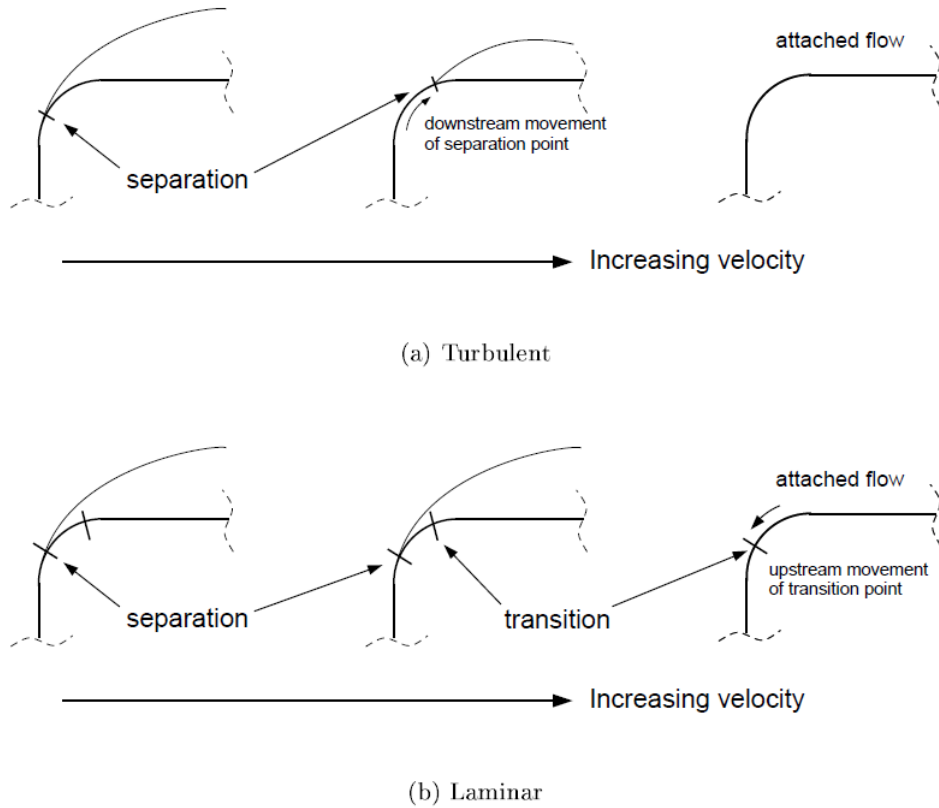 attached flow
downstream movement
of separation point
separation
Increasing velocity
(a) Turbulent
attached flow
upstream movement
of transition point
separation
transition
Increasing velocity
(b) Laminar